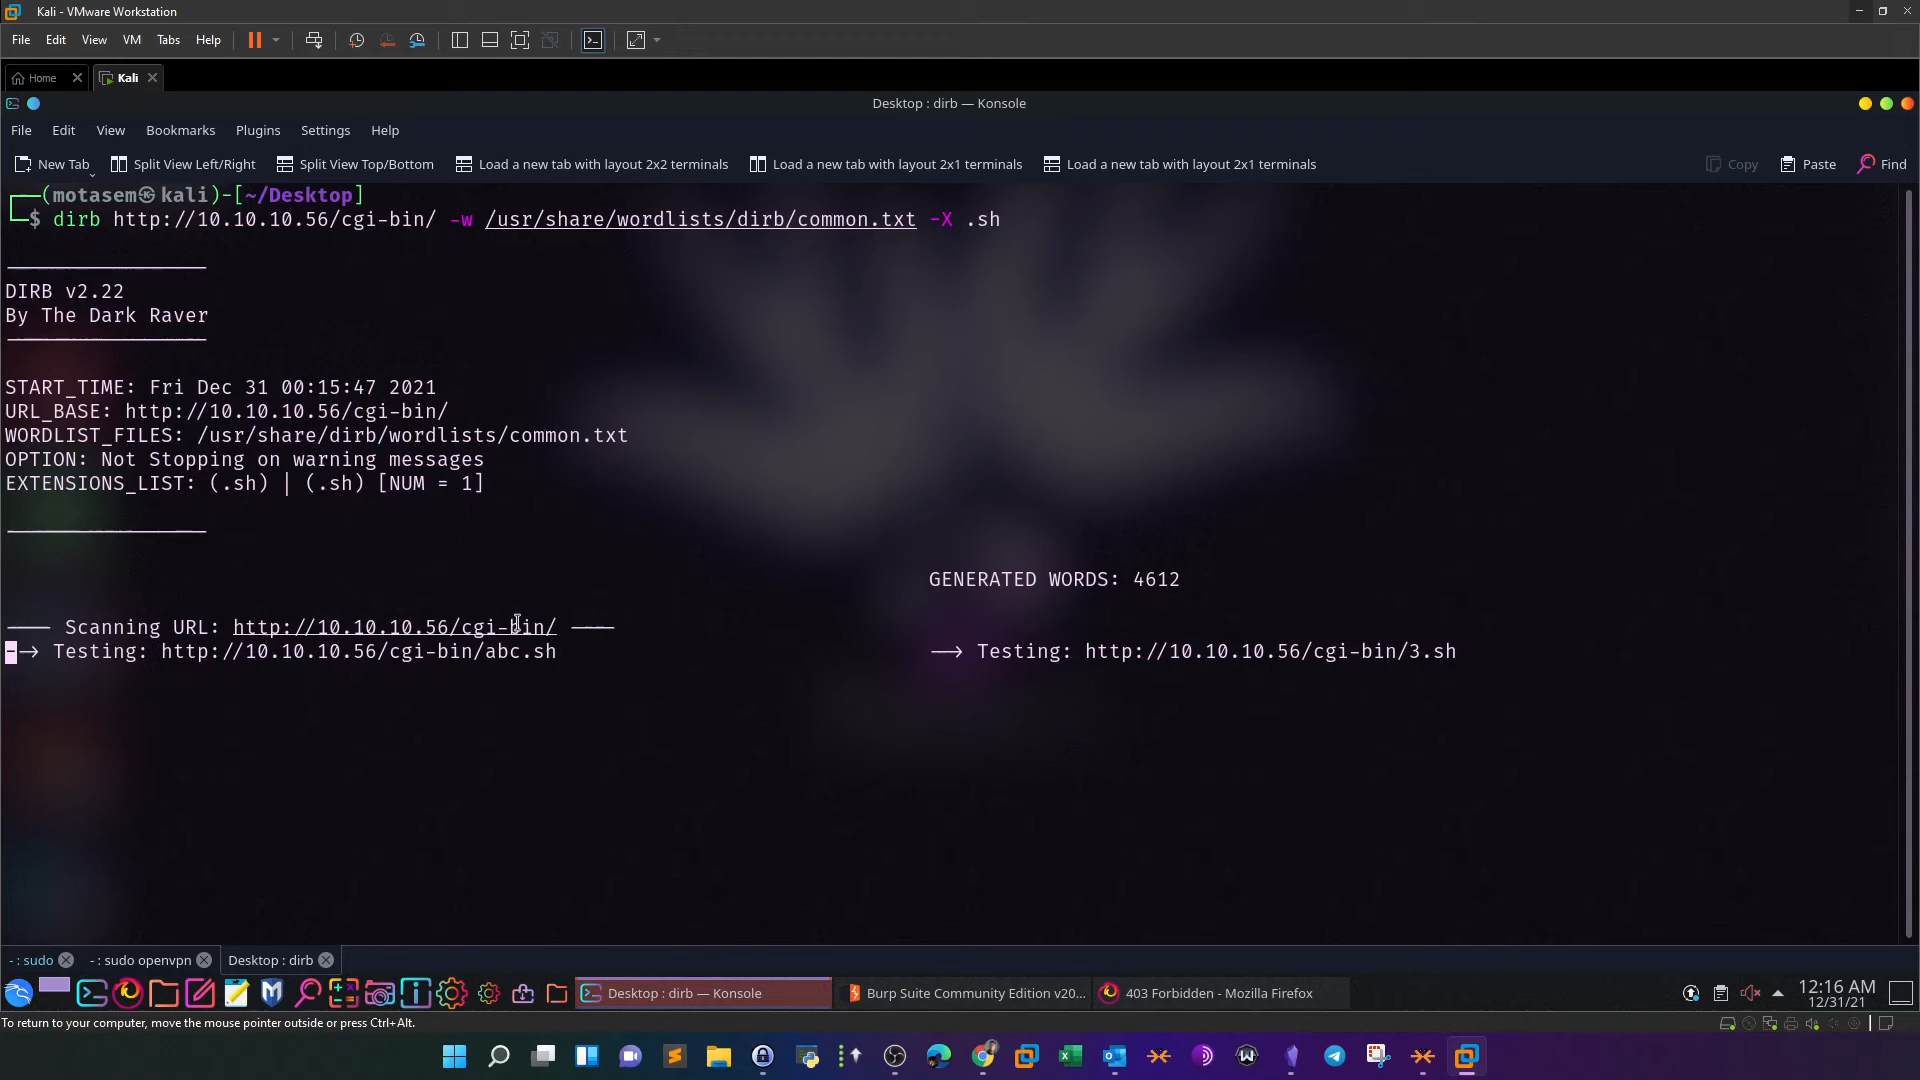 Kali - VMware Workstation
File Edit View VM Tabs Help
Home Kali
Desktop : dirb — Konsole
File Edit View Bookmarks Plugins Settings Help
New Tab Split View Left/Right Split View Top/Bottom Load a new tab with layout 2x2 terminals Load a new tab with layout 2x1 terminals Load a new tab with layout 2x1 terminals Copy Paste Find
(motasem㉿kali)-[~/Desktop]
$ dirb http://10.10.10.56/cgi-bin/ -w /usr/share/wordlists/dirb/common.txt -X .sh
DIRB v2.22
By The Dark Raver
START_TIME: Fri Dec 31 00:15:47 2021
URL_BASE: http://10.10.10.56/cgi-bin/
WORDLIST_FILES: /usr/share/dirb/wordlists/common.txt
OPTION: Not Stopping on warning messages
EXTENSIONS_LIST: (.sh) | (.sh) [NUM = 1]
GENERATED WORDS: 4612
—— Scanning URL: http://10.10.10.56/cgi-bin/ ——
--> Testing: http://10.10.10.56/cgi-bin/abc.sh --> Testing: http://10.10.10.56/cgi-bin/3.sh
- : sudo - : sudo openvpn Desktop : dirb
Desktop : dirb — Konsole Burp Suite Community Edition v20... 403 Forbidden - Mozilla Firefox 12:16 AM
12/31/21
To return to your computer, move the mouse pointer outside or press Ctrl+Alt.